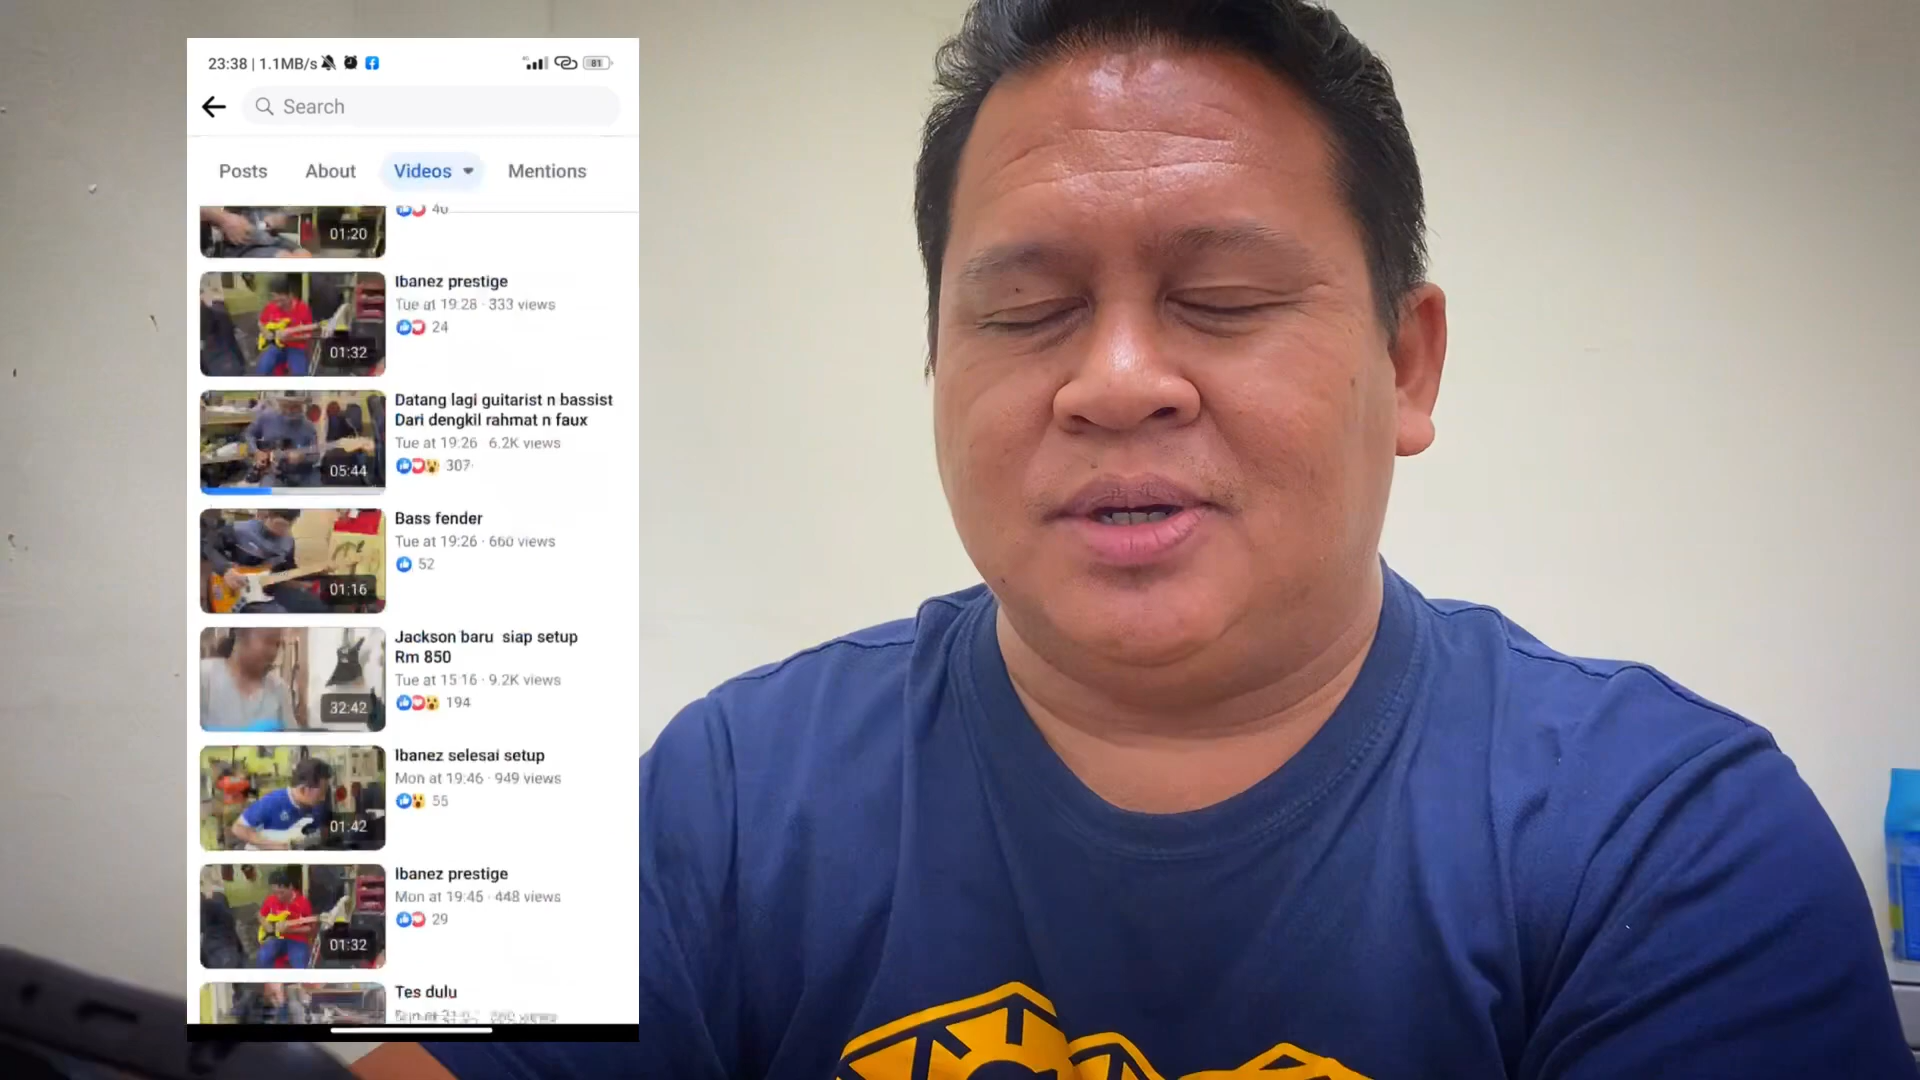 23:38 | 1.1MB/s
81
Search
Posts About Videos Mentions
40
01:20
Ibanez prestige
Tue at 19:28 · 333 views
24
01:32
Datang lagi guitarist n bassist
Dari dengkil rahmat n faux
Tue at 19:26 6.2K views
307
05:44
Bass fender
Tue at 19:26 · 660 views
52
01:16
Jackson baru siap setup
Rm 850
Tue at 15:16 · 9.2K views
194
32:42
Ibanez selesai setup
Mon at 19:46 · 949 views
55
01:42
Ibanez prestige
Mon at 19:45 · 448 views
29
01:32
Tes dulu